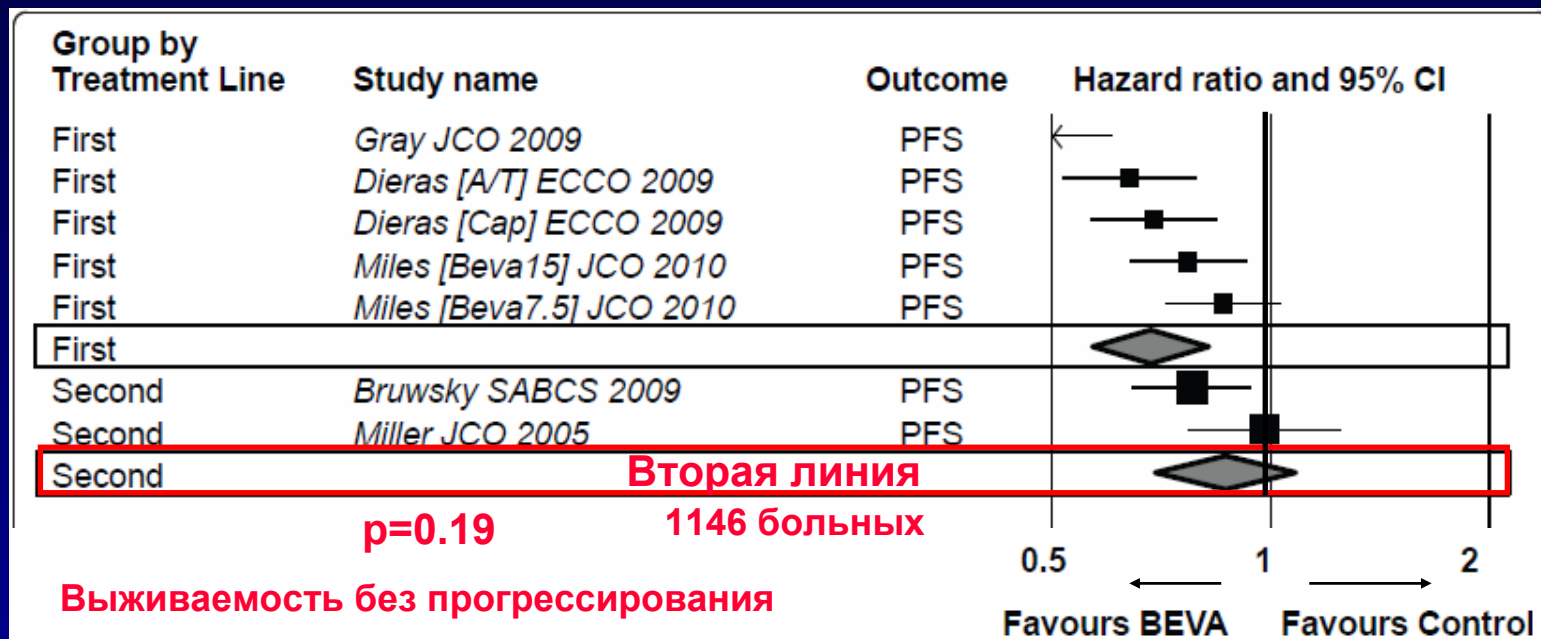 Group by
Treatment Line Study name Outcome Hazard ratio and 95% CI
First Gray JCO 2009 PFS
First Dieras [A/T] ECCO 2009 PFS
First Dieras [Cap] ECCO 2009 PFS
First Miles [Beva15] JCO 2010 PFS
First Miles [Beva7.5] JCO 2010 PFS
First
Second Bruwsky SABCS 2009 PFS
Second Miller JCO 2005 PFS
Second Вторая линия
p=0.19 1146 больных
0.5 1 2
Выживаемость без прогрессирования
Favours BEVA Favours Control